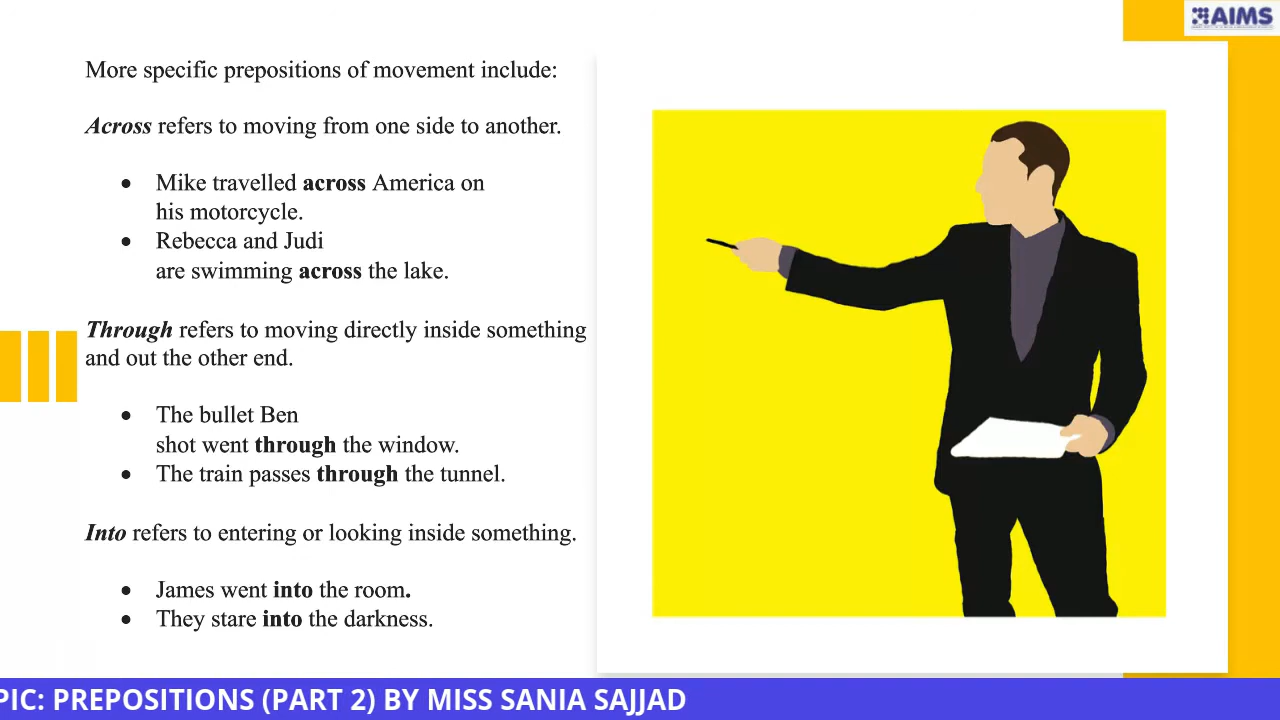 AIMS
More specific prepositions of movement include:
Across refers to moving from one side to another.
• Mike travelled across America on
his motorcycle.
• Rebecca and Judi
are swimming across the lake.
Through refers to moving directly inside something
and out the other end.
• The bullet Ben
shot went through the window.
• The train passes through the tunnel.
Into refers to entering or looking inside something.
• James went into the room.
• They stare into the darkness.
PIC: PREPOSITIONS (PART 2) BY MISS SANIA SAJJAD